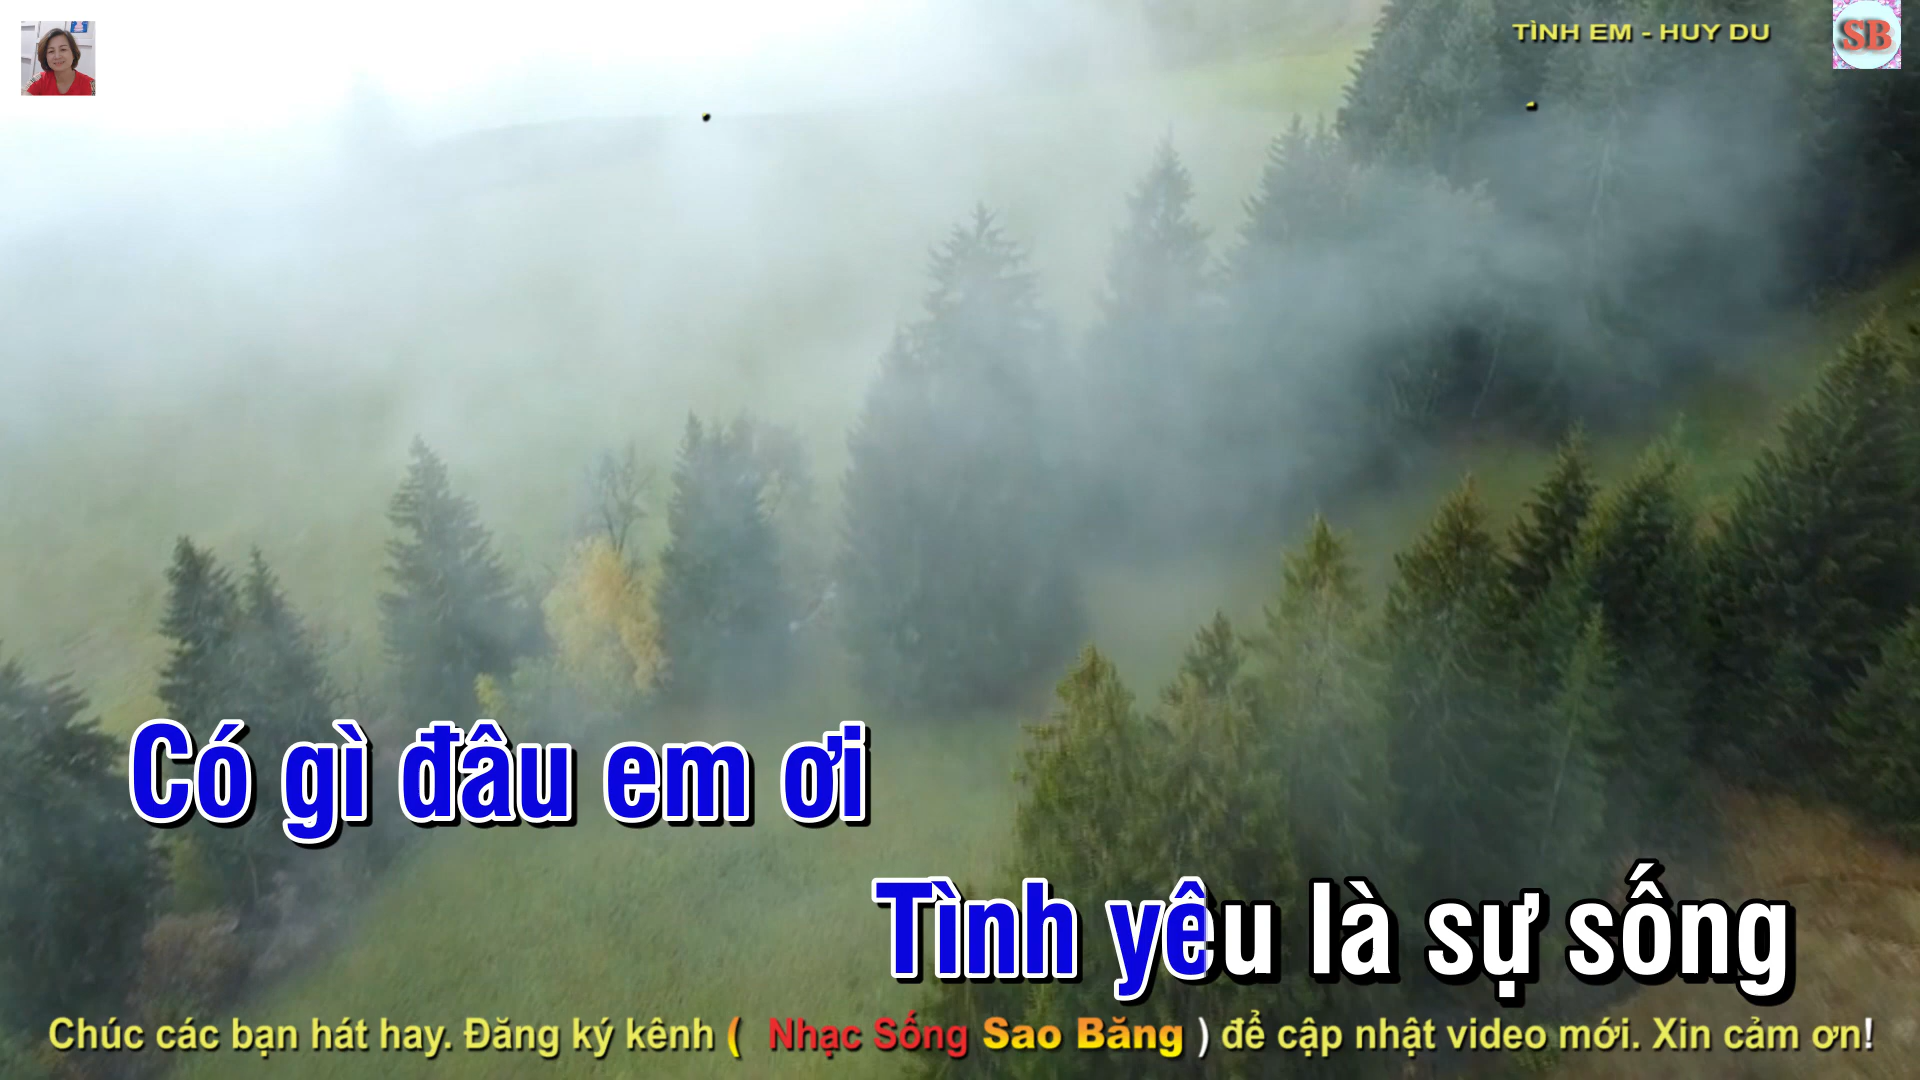 TÌNH EM - HUY DU
SB
Có gì đâu em ơi
Tình yêu là sự sống
Chúc các bạn hát hay. Đăng ký kênh ( Nhạc Sống Sao Băng ) để cập nhật video mới. Xin cảm ơn!